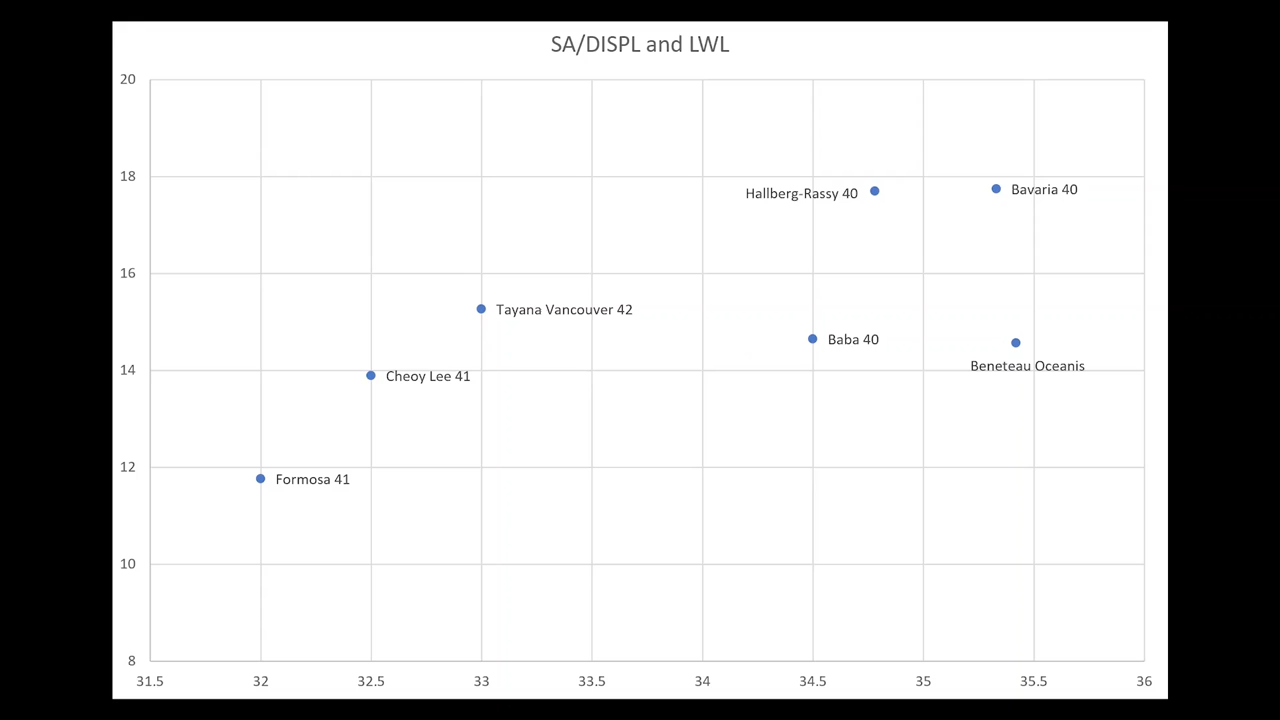 SA/DISPL and LWL
20
18
Hallberg-Rassy 40
Bavaria 40
16
Tayana Vancouver 42
Baba 40
Beneteau Oceanis
14
Cheoy Lee 41
12
Formosa 41
10
8
31.5 32 32.5 33 33.5 34 34.5 35 35.5 36